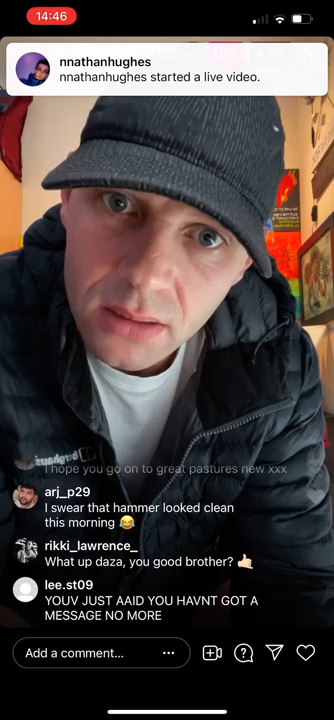 14:46
nnathanhughes
nnathanhughes started a live video.
I hope you go on to great pastures new xxx
arj_p29
I swear that hammer looked clean
this morning 😂
rikki_lawrence_
What up daza, you good brother? 🤙🏻
lee.st09
YOUV JUST AAID YOU HAVNT GOT A
MESSAGE NO MORE
Add a comment...